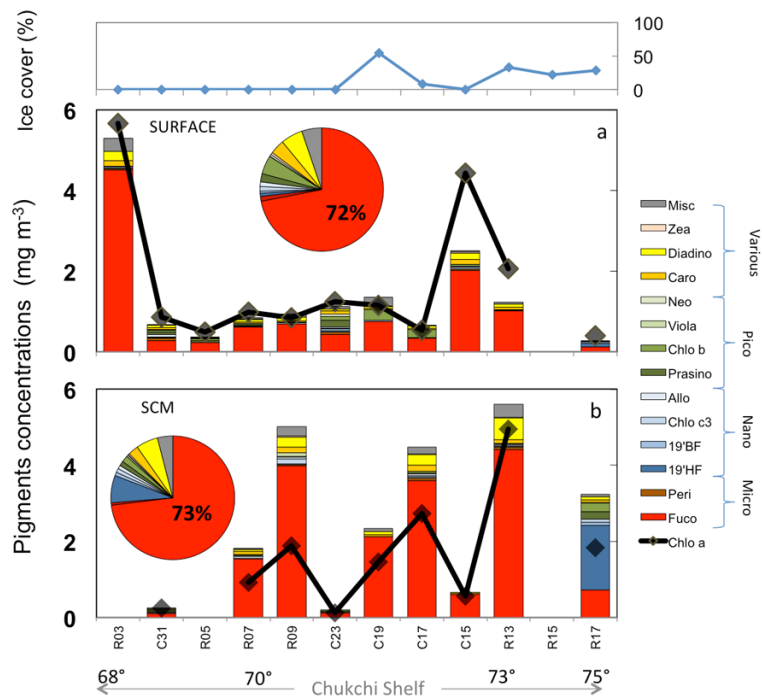 Ice cover (%)
100
50
0
Pigments concentrations (mg m-3)
6
4
2
0
SURFACE
a
72%
6
4
2
0
SCM
b
73%
Misc
Zea
Diadino
Caro
Neo
Viola
Chlo b
Prasino
Allo
Chlo c3
19'BF
19'HF
Peri
Fuco
Chlo a
Various
Pico
Nano
Micro
R03
C31
R05
R07
R09
C23
C19
C17
C15
R13
R15
R17
68° 70° 73° 75°
Chukchi Shelf